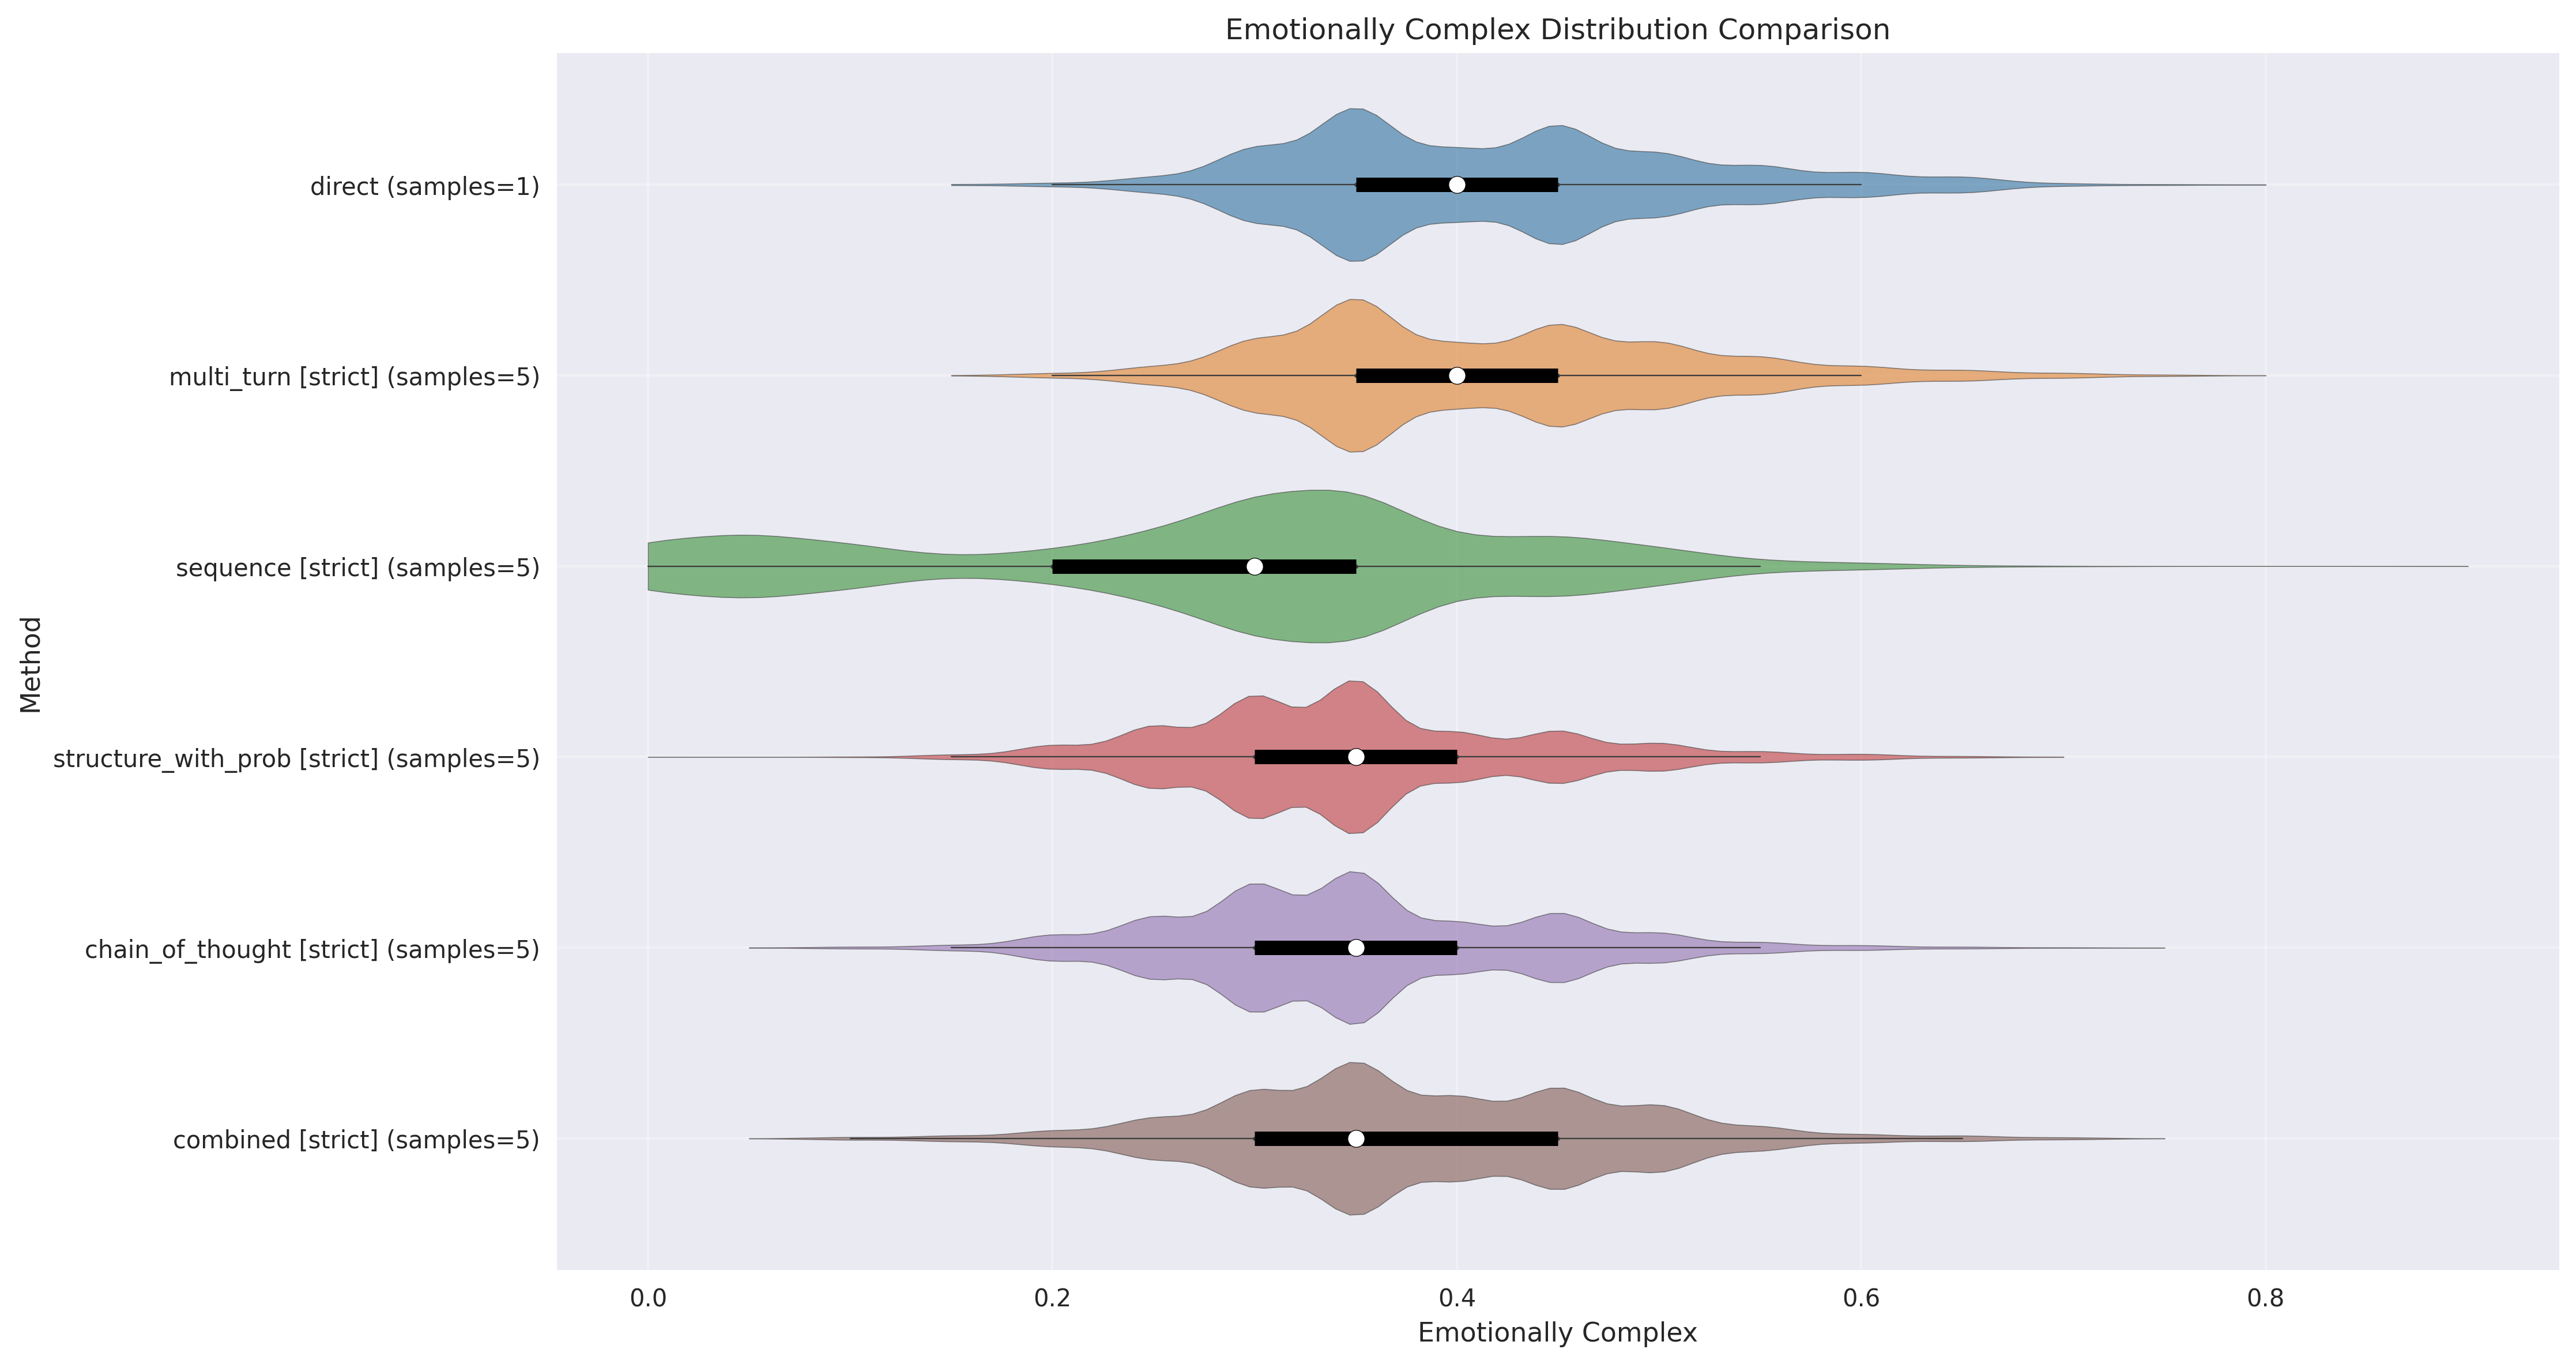 Emotionally Complex Distribution Comparison
direct (samples=1)
multi_turn [strict] (samples=5)
sequence [strict] (samples=5)
structure_with_prob [strict] (samples=5)
chain_of_thought [strict] (samples=5)
combined [strict] (samples=5)
Method
0.0 0.2 0.4 0.6 0.8
Emotionally Complex